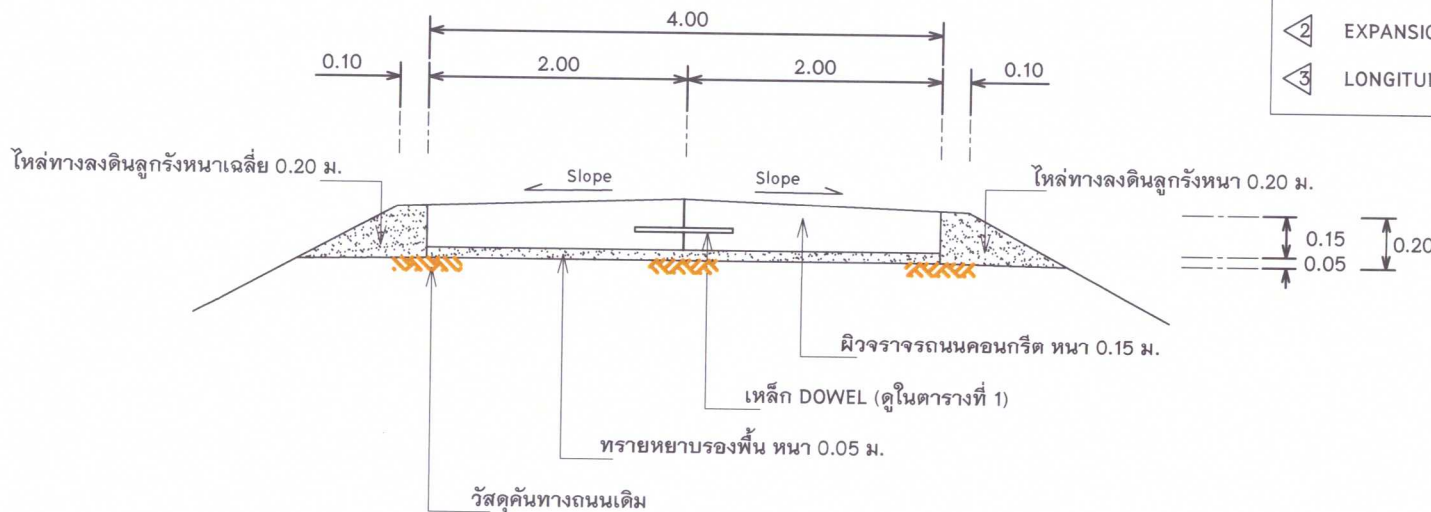 4.00
2 EXPANSIO
0.10 2.00 2.00 0.10
3 LONGITU
ไหล่ทางลงดินลูกรังหนาเฉลี่ย 0.20 ม.
Slope Slope
ไหล่ทางลงดินลูกรังหนา 0.20 ม.
0.15 0.20
0.05
ผิวจราจรถนนคอนกรีต หนา 0.15 ม.
เหล็ก DOWEL (ดูในตารางที่ 1)
ทรายหยาบรองพื้น หนา 0.05 ม.
วัสดุคันทางถนนเดิม